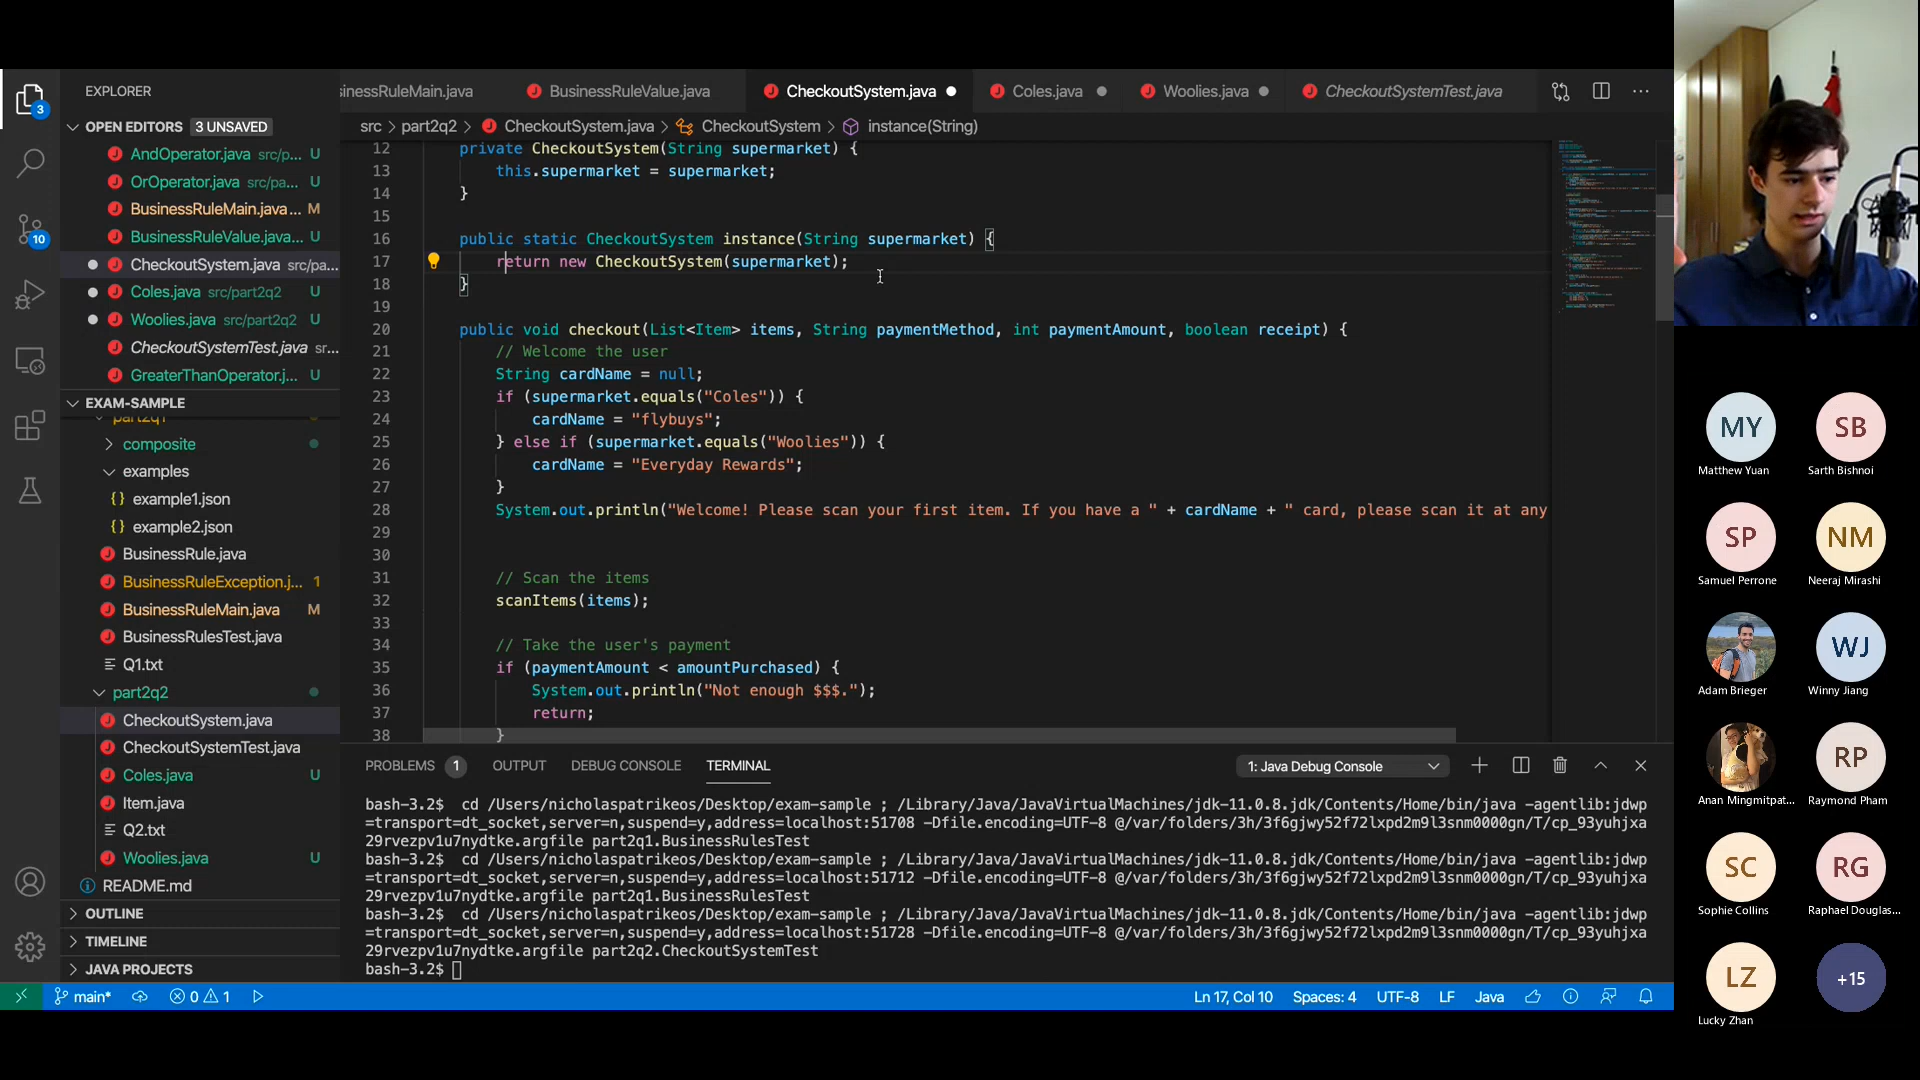 EXPLORER
OPEN EDITORS 3 UNSAVED
AndOperator.java src/p... U
OrOperator.java src/pa... U
BusinessRuleMain.java... M
BusinessRuleValue.java... U
CheckoutSystem.java src/pa...
Coles.java src/part2q2 U
Woolies.java src/part2q2 U
CheckoutSystemTest.java sr...
GreaterThanOperator.j... U
EXAM-SAMPLE
part2q1
composite
examples
example1.json
example2.json
BusinessRule.java
BusinessRuleException.j... 1
BusinessRuleMain.java M
BusinessRulesTest.java
Q1.txt
part2q2
CheckoutSystem.java
CheckoutSystemTest.java
Coles.java U
Item.java
Q2.txt
Woolies.java U
README.md
OUTLINE
TIMELINE
JAVA PROJECTS
3
10
sinessRuleMain.java BusinessRuleValue.java CheckoutSystem.java Coles.java Woolies.java CheckoutSystemTest.java
src > part2q2 > CheckoutSystem.java > CheckoutSystem > instance(String)
12 private CheckoutSystem(String supermarket) {
13 this.supermarket = supermarket;
14 }
15
16 public static CheckoutSystem instance(String supermarket) {
17 return new CheckoutSystem(supermarket);
18 }
19
20 public void checkout(List<Item> items, String paymentMethod, int paymentAmount, boolean receipt) {
21 // Welcome the user
22 String cardName = null;
23 if (supermarket.equals("Coles")) {
24 cardName = "flybuys";
25 } else if (supermarket.equals("Woolies")) {
26 cardName = "Everyday Rewards";
27 }
28 System.out.println("Welcome! Please scan your first item. If you have a " + cardName + " card, please scan it at any
29
30
31 // Scan the items
32 scanItems(items);
33
34 // Take the user's payment
35 if (paymentAmount < amountPurchased) {
36 System.out.println("Not enough $$$.");
37 return;
38 }
PROBLEMS 1 OUTPUT DEBUG CONSOLE TERMINAL 1: Java Debug Console
bash-3.2$ cd /Users/nicholaspatrikeos/Desktop/exam-sample ; /Library/Java/JavaVirtualMachines/jdk-11.0.8.jdk/Contents/Home/bin/java -agentlib:jdwp
=transport=dt_socket,server=n,suspend=y,address=localhost:51708 -Dfile.encoding=UTF-8 @/var/folders/3h/3f6gjwy52f72lxpd2m9l3snm0000gn/T/cp_93yuhjxa
29rvezpv1u7nydtke.argfile part2q1.BusinessRulesTest
bash-3.2$ cd /Users/nicholaspatrikeos/Desktop/exam-sample ; /Library/Java/JavaVirtualMachines/jdk-11.0.8.jdk/Contents/Home/bin/java -agentlib:jdwp
=transport=dt_socket,server=n,suspend=y,address=localhost:51712 -Dfile.encoding=UTF-8 @/var/folders/3h/3f6gjwy52f72lxpd2m9l3snm0000gn/T/cp_93yuhjxa
29rvezpv1u7nydtke.argfile part2q1.BusinessRulesTest
bash-3.2$ cd /Users/nicholaspatrikeos/Desktop/exam-sample ; /Library/Java/JavaVirtualMachines/jdk-11.0.8.jdk/Contents/Home/bin/java -agentlib:jdwp
=transport=dt_socket,server=n,suspend=y,address=localhost:51728 -Dfile.encoding=UTF-8 @/var/folders/3h/3f6gjwy52f72lxpd2m9l3snm0000gn/T/cp_93yuhjxa
29rvezpv1u7nydtke.argfile part2q2.CheckoutSystemTest
bash-3.2$
main* 0 1 Ln 17, Col 10 Spaces: 4 UTF-8 LF Java
MY SB
Matthew Yuan Sarth Bishnoi
SP NM
Samuel Perrone Neeraj Mirashi
WJ
Adam Brieger Winny Jiang
RP
Anan Mingmitpat... Raymond Pham
SC RG
Sophie Collins Raphael Douglas...
LZ +15
Lucky Zhan